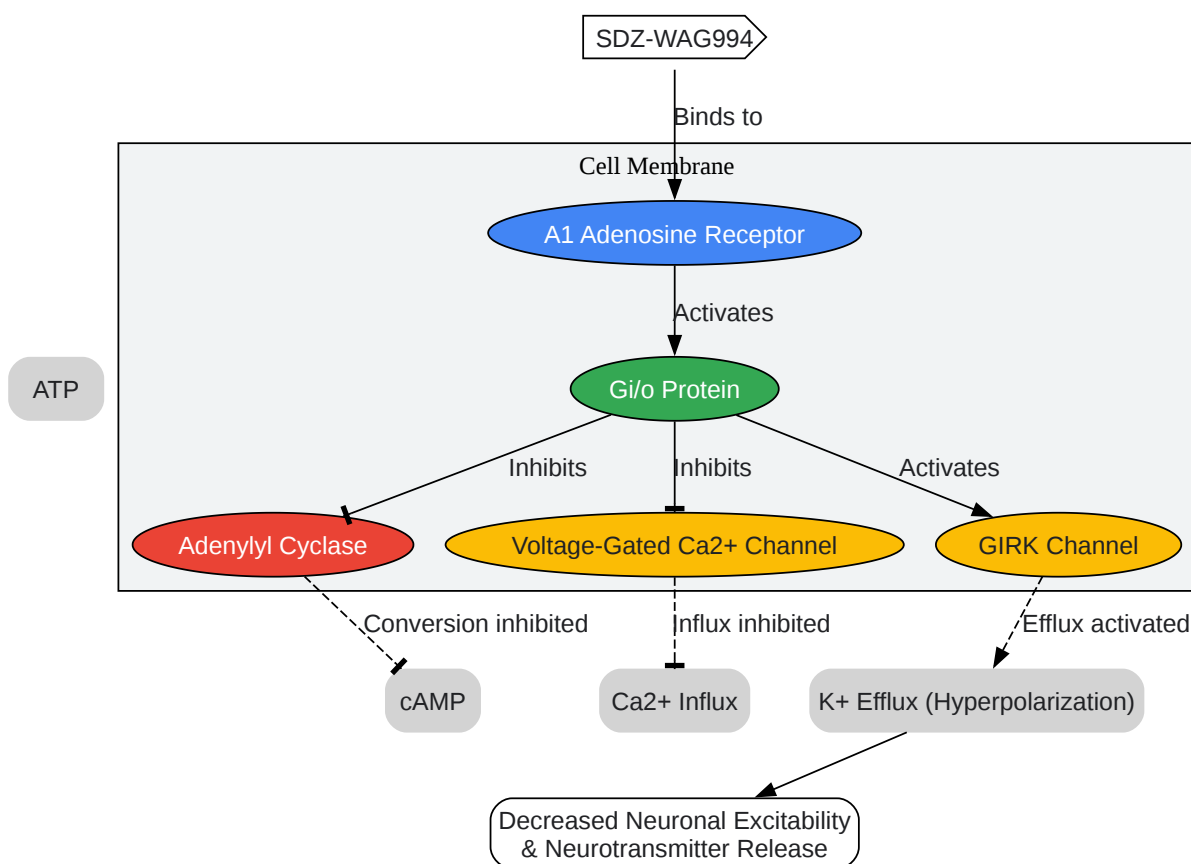 SDZ-WAG994
Binds to
Cell Membrane
A1 Adenosine Receptor
Activates
ATP
Gi/o Protein
Inhibits
Inhibits
Activates
Adenylyl Cyclase
Voltage-Gated Ca2+ Channel
GIRK Channel
Conversion inhibited
Influx inhibited
Efflux activated
cAMP
Ca2+ Influx
K+ Efflux (Hyperpolarization)
Decreased Neuronal Excitability
& Neurotransmitter Release